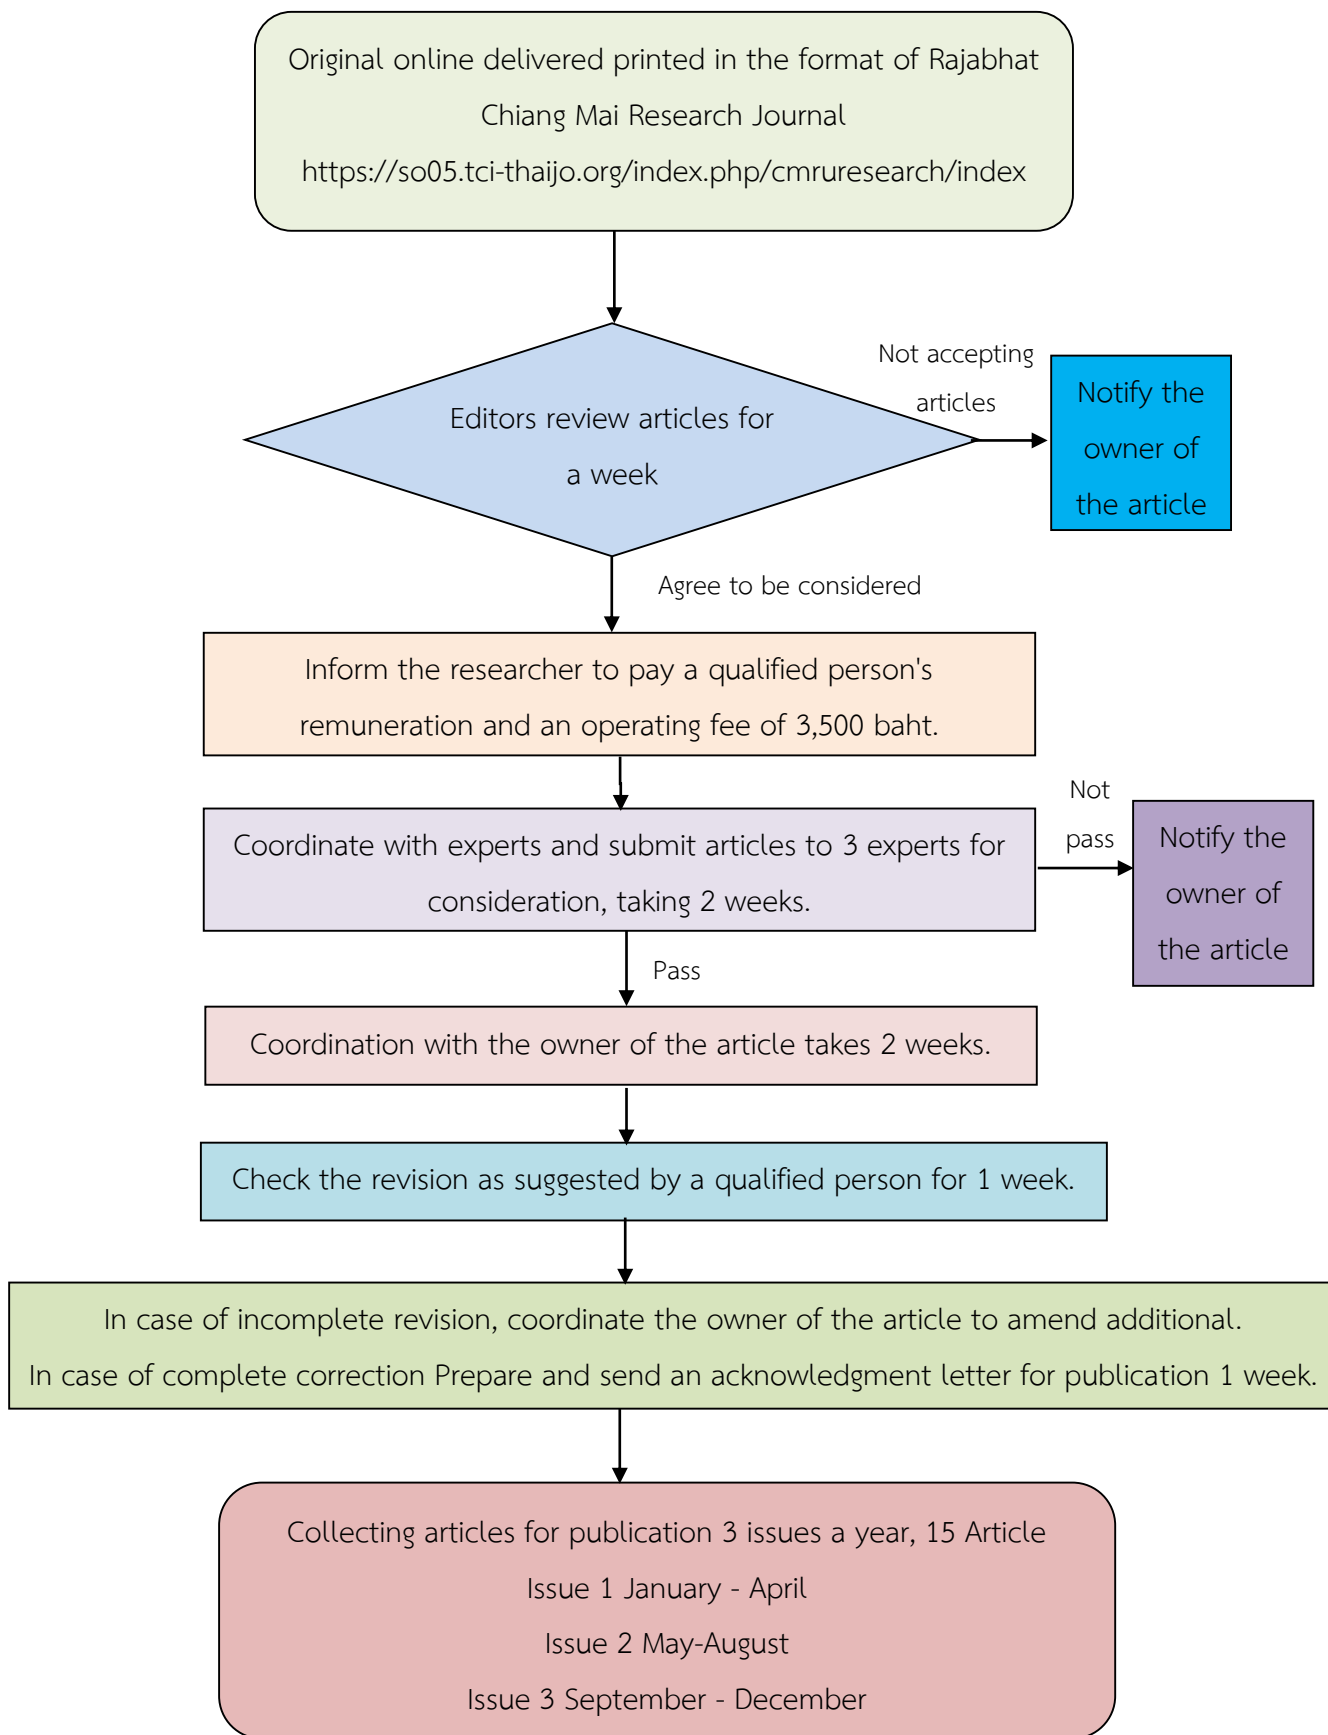 Original online delivered printed in the format of Rajabhat
Chiang Mai Research Journal
https://so05.tci-thaijo.org/index.php/cmruresearch/index
Editors review articles for
a week
Not accepting
articles
Notify the
owner of
the article
Agree to be considered
Inform the researcher to pay a qualified person's
remuneration and an operating fee of 3,500 baht.
Coordinate with experts and submit articles to 3 experts for
consideration, taking 2 weeks.
Not
pass
Notify the
owner of
the article
Pass
Coordination with the owner of the article takes 2 weeks.
Check the revision as suggested by a qualified person for 1 week.
In case of incomplete revision, coordinate the owner of the article to amend additional.
In case of complete correction Prepare and send an acknowledgment letter for publication 1 week.
Collecting articles for publication 3 issues a year, 15 Article
Issue 1 January - April
Issue 2 May-August
Issue 3 September - December